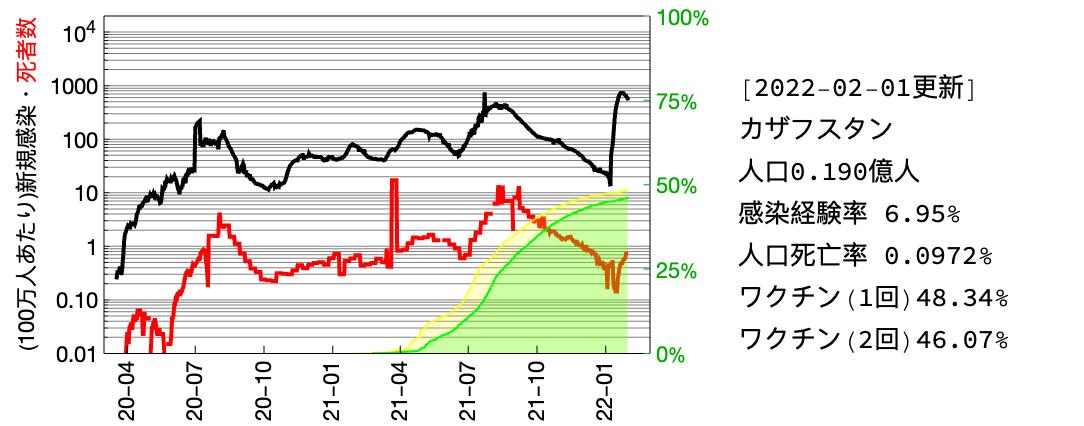 (100万人あたり)新規感染・死者数
10⁴
1000
100
10
1
0.10
0.01
100%
75%
50%
25%
0%
20-04
20-07
20-10
21-01
21-04
21-07
21-10
22-01
[2022-02-01更新]
カザフスタン
人口0.190億人
感染経験率 6.95%
人口死亡率 0.0972%
ワクチン(1回)48.34%
ワクチン(2回)46.07%